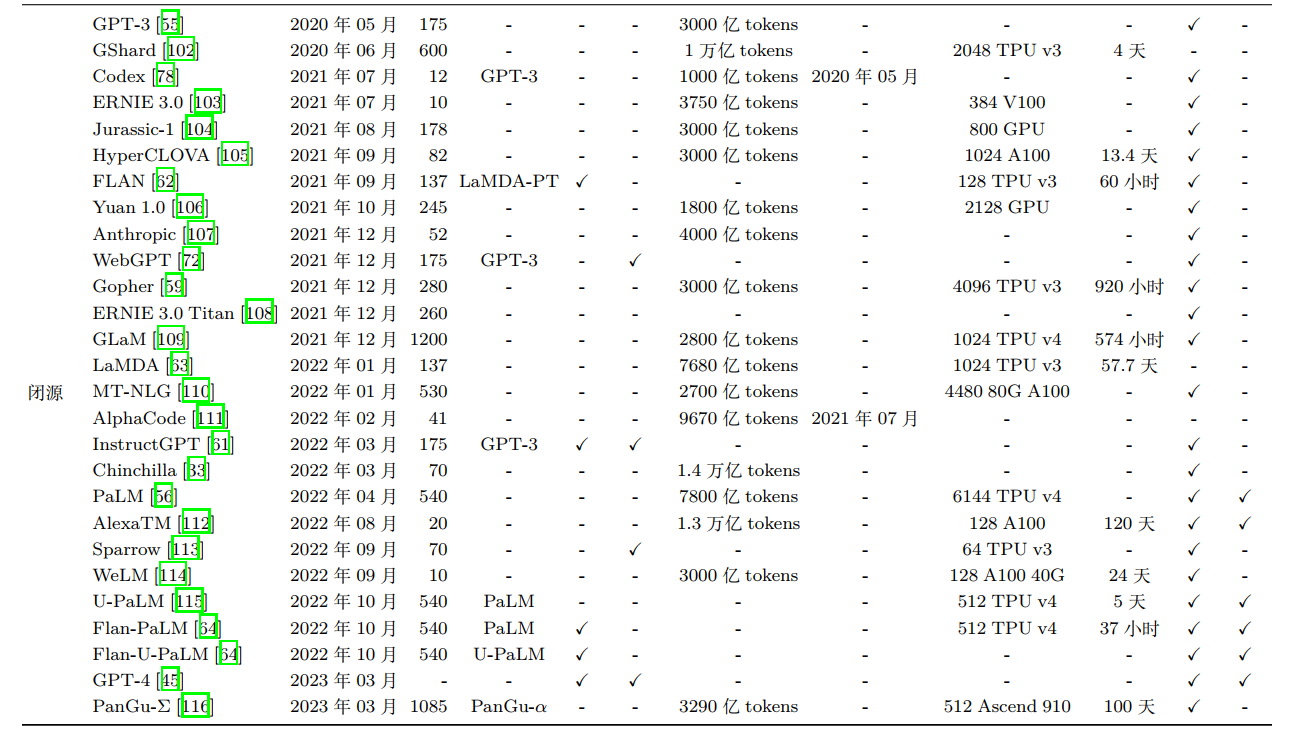 GPT-3 [55] 2020 年 05 月 175 - - - 3000 亿 tokens - - - ✓ -
GShard [102] 2020 年 06 月 600 - - - 1 万亿 tokens - 2048 TPU v3 4 天 - -
Codex [78] 2021 年 07 月 12 GPT-3 - - 1000 亿 tokens 2020 年 05 月 - - ✓ -
ERNIE 3.0 [103] 2021 年 07 月 10 - - - 3750 亿 tokens - 384 V100 - ✓ -
Jurassic-1 [104] 2021 年 08 月 178 - - - 3000 亿 tokens - 800 GPU - ✓ -
HyperCLOVA [105] 2021 年 09 月 82 - - - 3000 亿 tokens - 1024 A100 13.4 天 ✓ -
FLAN [62] 2021 年 09 月 137 LaMDA-PT ✓ - - - 128 TPU v3 60 小时 ✓ -
Yuan 1.0 [106] 2021 年 10 月 245 - - - 1800 亿 tokens - 2128 GPU - ✓ -
Anthropic [107] 2021 年 12 月 52 - - - 4000 亿 tokens - - - ✓ -
WebGPT [72] 2021 年 12 月 175 GPT-3 - ✓ - - - - ✓ -
Gopher [59] 2021 年 12 月 280 - - - 3000 亿 tokens - 4096 TPU v3 920 小时 ✓ -
ERNIE 3.0 Titan [108] 2021 年 12 月 260 - - - - - - - ✓ -
GLaM [109] 2021 年 12 月 1200 - - - 2800 亿 tokens - 1024 TPU v4 574 小时 ✓ -
LaMDA [63] 2022 年 01 月 137 - - - 7680 亿 tokens - 1024 TPU v3 57.7 天 - -
闭源 MT-NLG [110] 2022 年 01 月 530 - - - 2700 亿 tokens - 4480 80G A100 - ✓ -
AlphaCode [111] 2022 年 02 月 41 - - - 9670 亿 tokens 2021 年 07 月 - - - -
InstructGPT [61] 2022 年 03 月 175 GPT-3 ✓ ✓ - - - - ✓ -
Chinchilla [33] 2022 年 03 月 70 - - - 1.4 万亿 tokens - - - ✓ -
PaLM [56] 2022 年 04 月 540 - - - 7800 亿 tokens - 6144 TPU v4 - ✓ ✓
AlexaTM [112] 2022 年 08 月 20 - - - 1.3 万亿 tokens - 128 A100 120 天 ✓ ✓
Sparrow [113] 2022 年 09 月 70 - - ✓ - - 64 TPU v3 - ✓ -
WeLM [114] 2022 年 09 月 10 - - - 3000 亿 tokens - 128 A100 40G 24 天 ✓ -
U-PaLM [115] 2022 年 10 月 540 PaLM - - - - 512 TPU v4 5 天 ✓ ✓
Flan-PaLM [64] 2022 年 10 月 540 PaLM ✓ - - - 512 TPU v4 37 小时 ✓ ✓
Flan-U-PaLM [64] 2022 年 10 月 540 U-PaLM ✓ - - - - - ✓ ✓
GPT-4 [45] 2023 年 03 月 - - ✓ ✓ - - - - ✓ ✓
PanGu-Σ [116] 2023 年 03 月 1085 PanGu-α - - 3290 亿 tokens - 512 Ascend 910 100 天 ✓ -